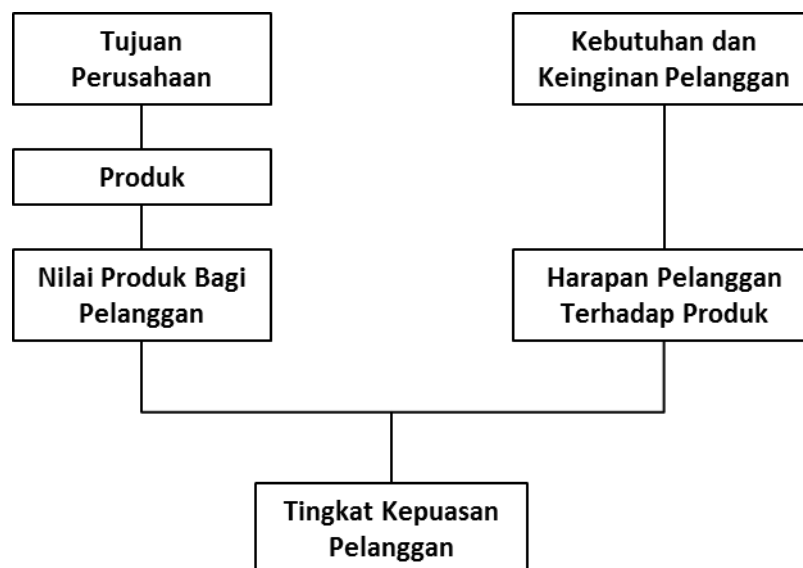 Tujuan
Perusahaan
Kebutuhan dan
Keinginan Pelanggan
Produk
Nilai Produk Bagi
Pelanggan
Harapan Pelanggan
Terhadap Produk
Tingkat Kepuasan
Pelanggan